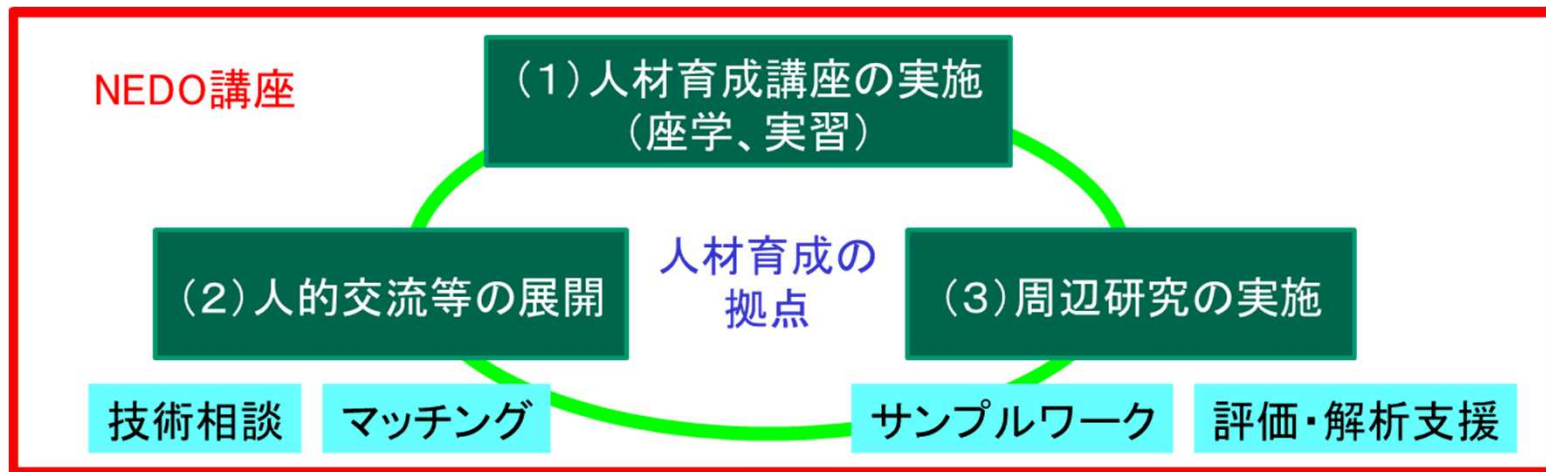 NEDO講座
(1)人材育成講座の実施
(座学、実習)
(2)人的交流等の展開
人材育成の
拠点
(3)周辺研究の実施
技術相談
マッチング
サンプルワーク
評価・解析支援